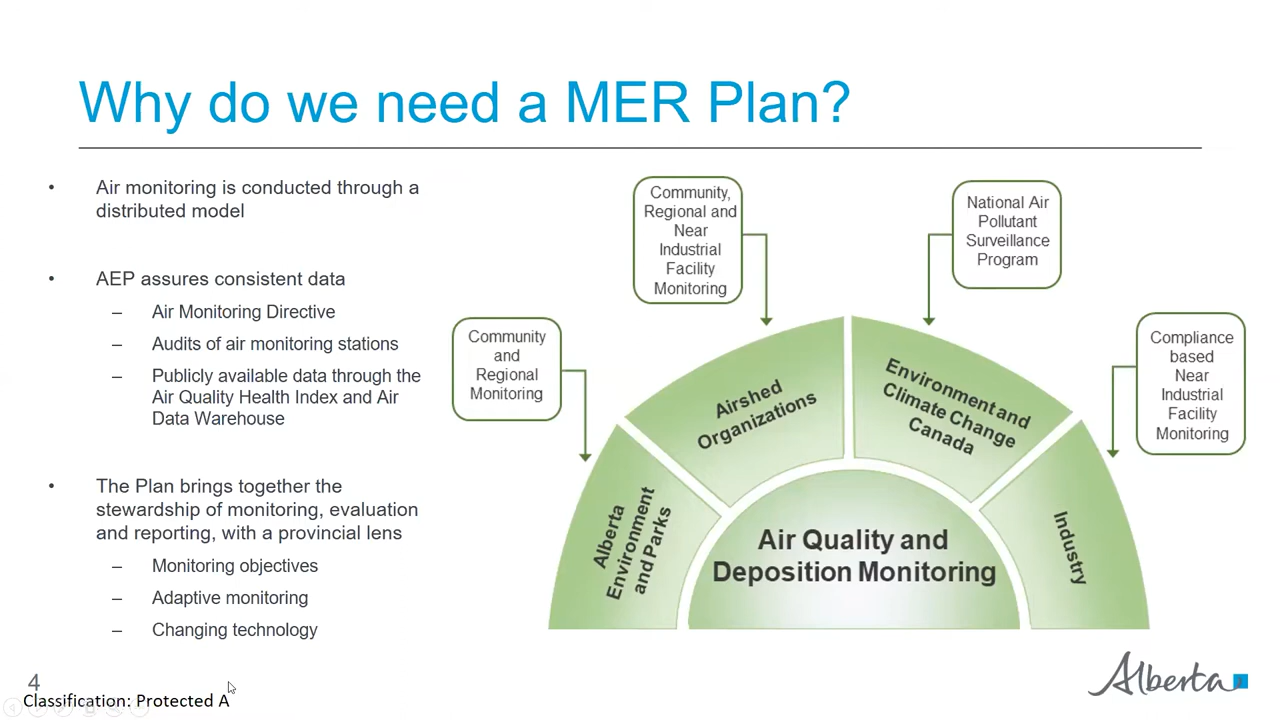 Why do we need a MER Plan?
• Air monitoring is conducted through a
distributed model
• AEP assures consistent data
– Air Monitoring Directive
– Audits of air monitoring stations
– Publicly available data through the
Air Quality Health Index and Air
Data Warehouse
• The Plan brings together the
stewardship of monitoring, evaluation
and reporting, with a provincial lens
– Monitoring objectives
– Adaptive monitoring
– Changing technology
Community
and
Regional
Monitoring
Community,
Regional and
Near
Industrial
Facility
Monitoring
National Air
Pollutant
Surveillance
Program
Compliance
based
Near
Industrial
Facility
Monitoring
Alberta
Environment
and Parks
Airshed
Organizations
Environment and
Climate Change
Canada
Industry
Air Quality and
Deposition Monitoring
4
Classification: Protected A
Alberta